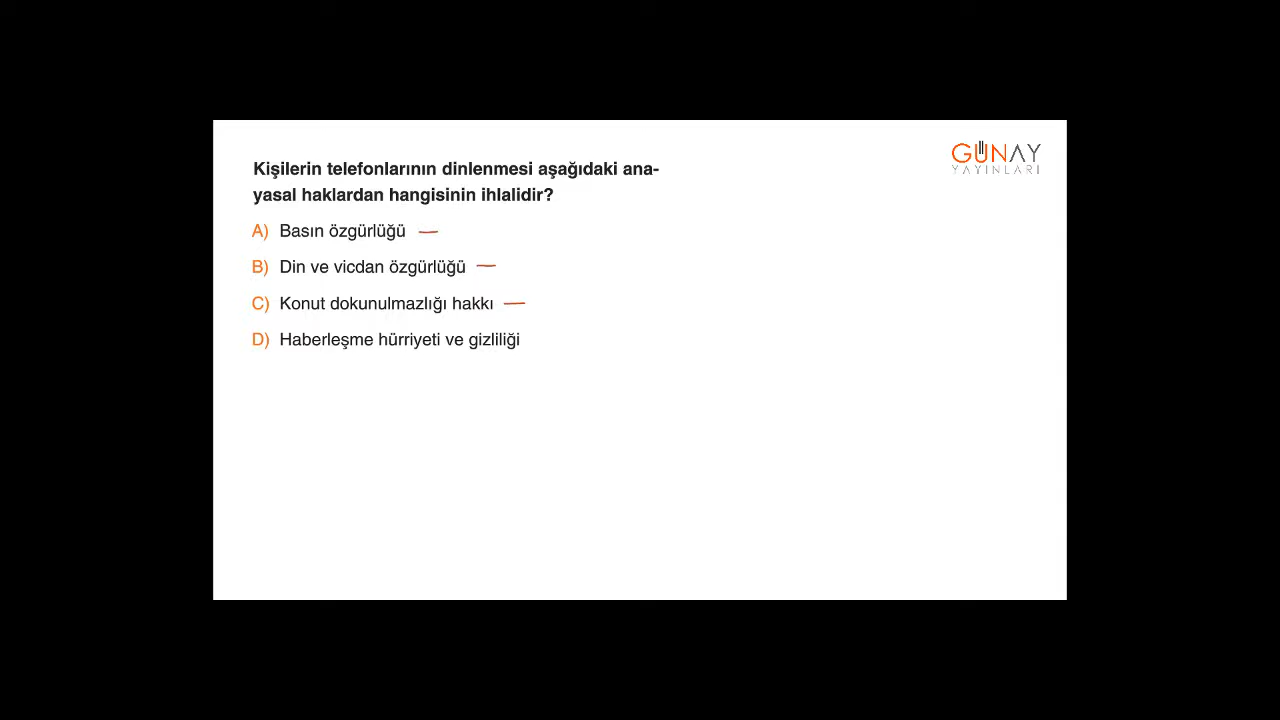 GÜNAY
YAYINLARI
Kişilerin telefonlarının dinlenmesi aşağıdaki ana-
yasal haklardan hangisinin ihlalidir?
A) Basın özgürlüğü
B) Din ve vicdan özgürlüğü
C) Konut dokunulmazlığı hakkı
D) Haberleşme hürriyeti ve gizliliği